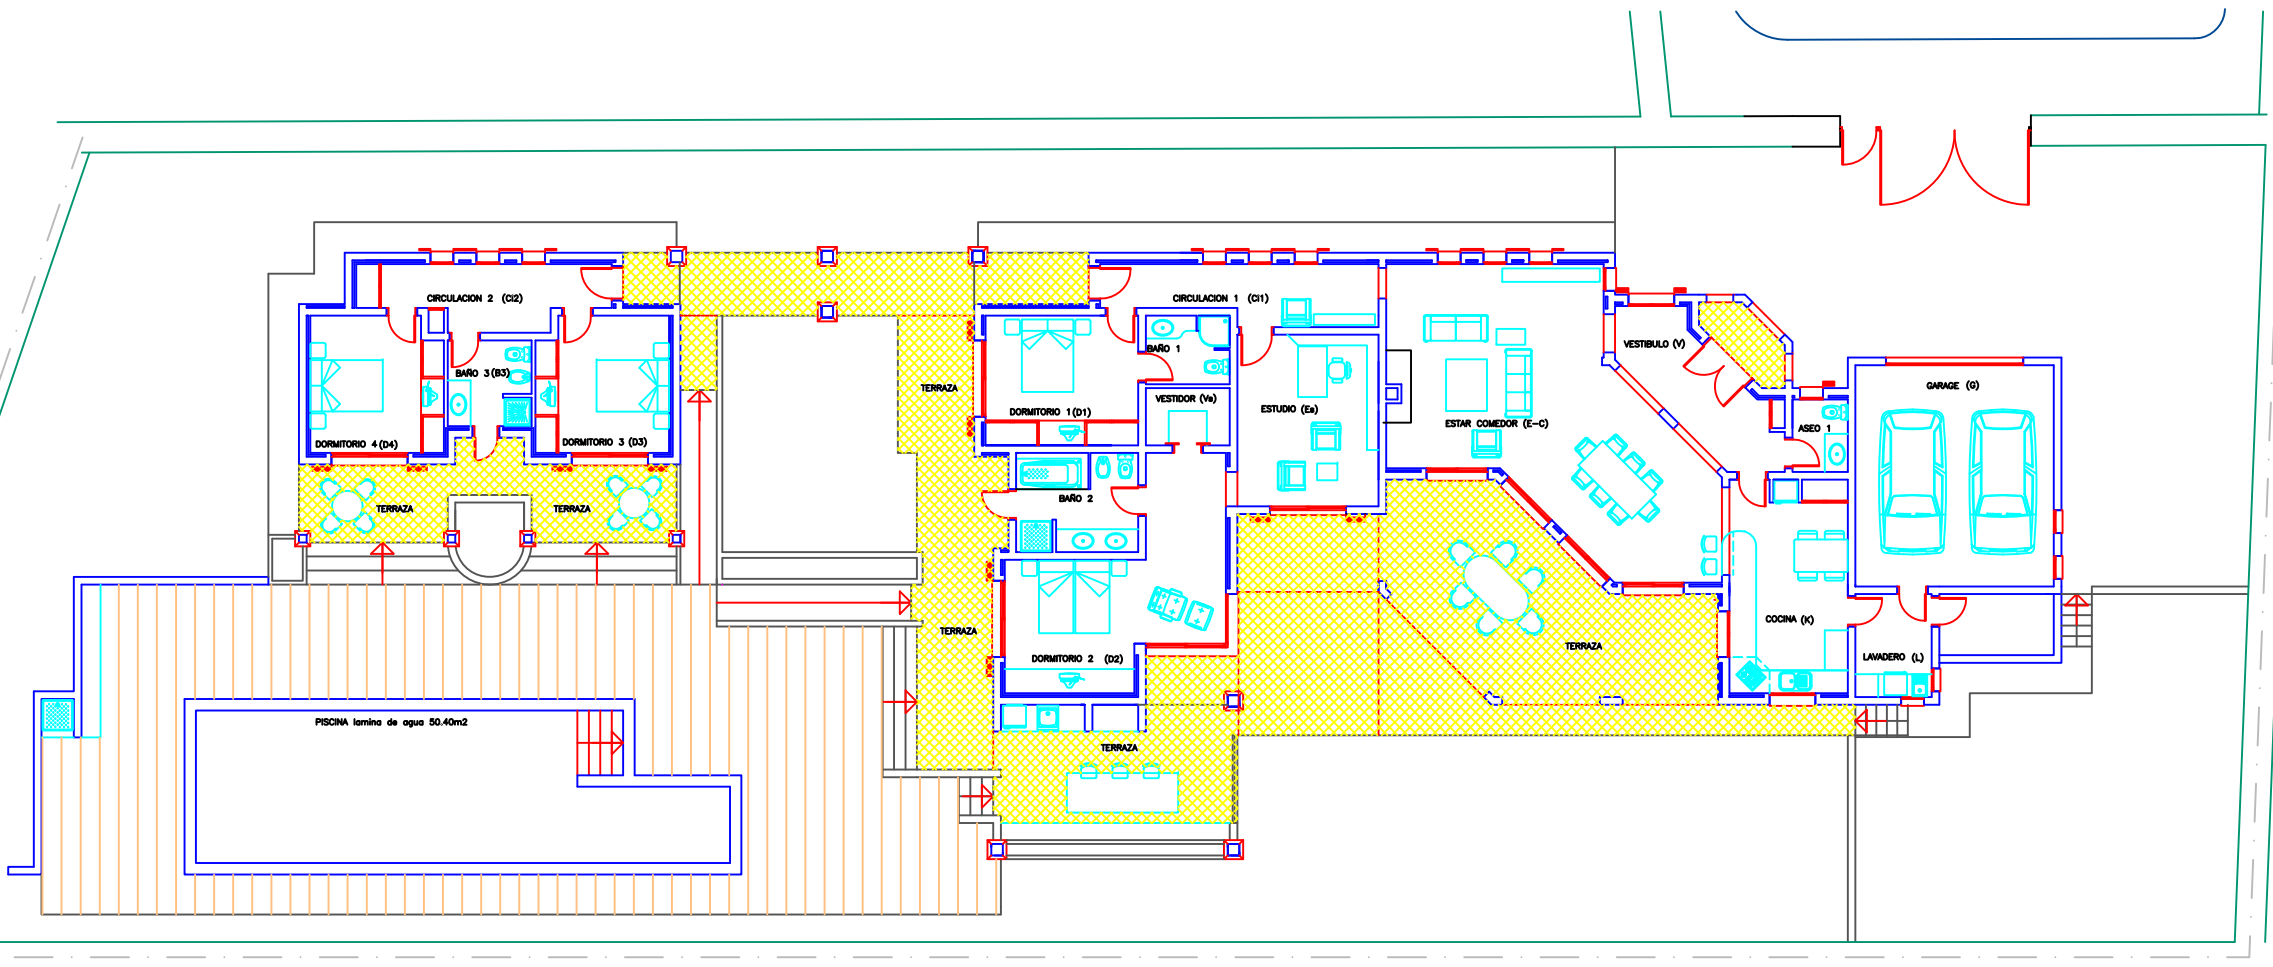 CIRCULACION 2 (Ci2)
CIRCULACION 1 (Ci1)
VESTIBULO (V)
BAÑO 1
BAÑO 3(B3)
TERRAZA
GARAGE (G)
VESTIDOR (Vs)
DORMITORIO 1(D1)
ESTUDIO (Es)
ESTAR COMEDOR (E-C)
ASEO 1
DORMITORIO 4(D4)
DORMITORIO 3 (D3)
BAÑO 2
TERRAZA
TERRAZA
COCINA (K)
TERRAZA
TERRAZA
DORMITORIO 2 (D2)
LAVADERO (L)
PISCINA lamina de agua 50.40m2
TERRAZA